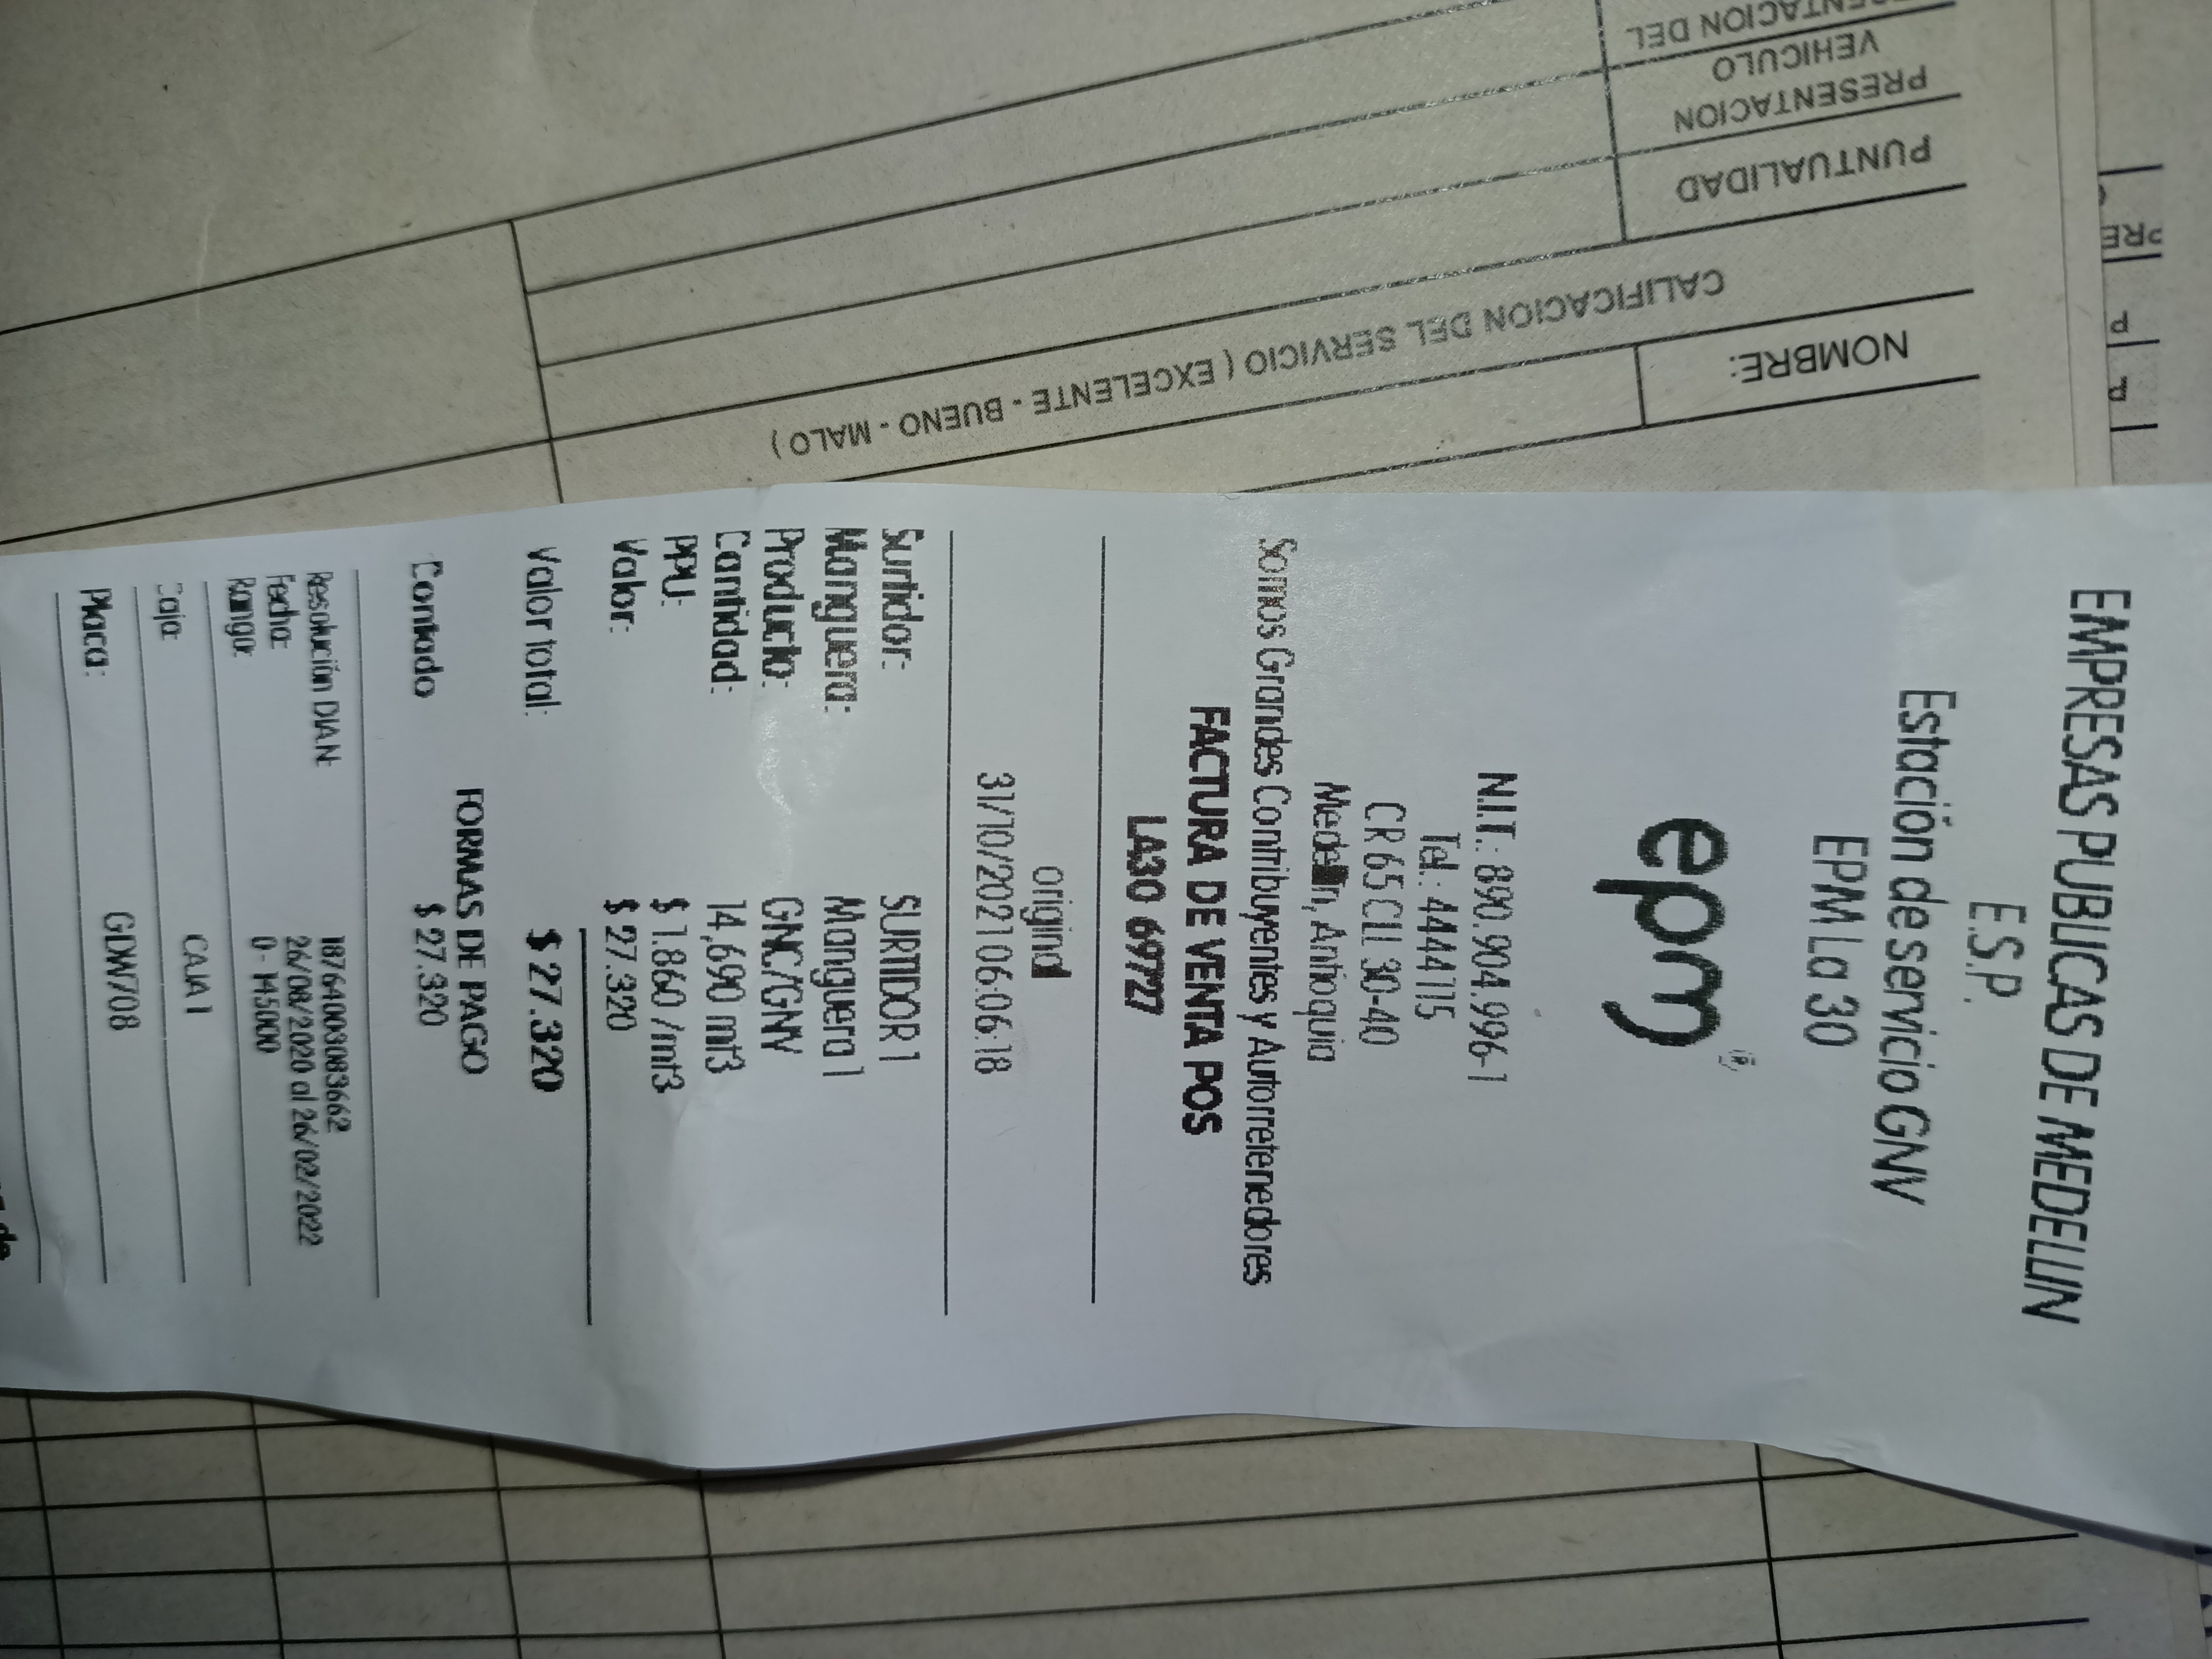 EMPRESAS PUBLICAS DE MEDELLIN
E.S.P.
Estación de servicio GNV
EPM La 30
epm®
N.I.T.: 890.904.996-1
Tel.: 4444115
CR 65 CLL 30-40
Medellín, Antioquia
Somos Grandes Contribuyentes y Autorretenedores
FACTURA DE VENTA POS
LA30 69727
original
31/10/2021 06:06:18
Surtidor: SURTIDOR 1
Manguera: Manguera 1
Producto: GNC/GNV
Cantidad: 14,690 mt3
PPU: $ 1.860 /mt3
Valor: $ 27.320
Valor total: $ 27.320
FORMAS DE PAGO
Contado $ 27.320
Resolución DIAN: 18764003083662
Fecha: 26/08/2020 al 26/02/2022
Rango: 0 - 145000
Caja: CAJA 1
Placa: GDW708
NOMBRE:
CALIFICACION DEL SERVICIO ( EXCELENTE - BUENO - MALO )
PUNTUALIDAD
PRESENTACION
VEHICULO
DEL
P
P
PRE